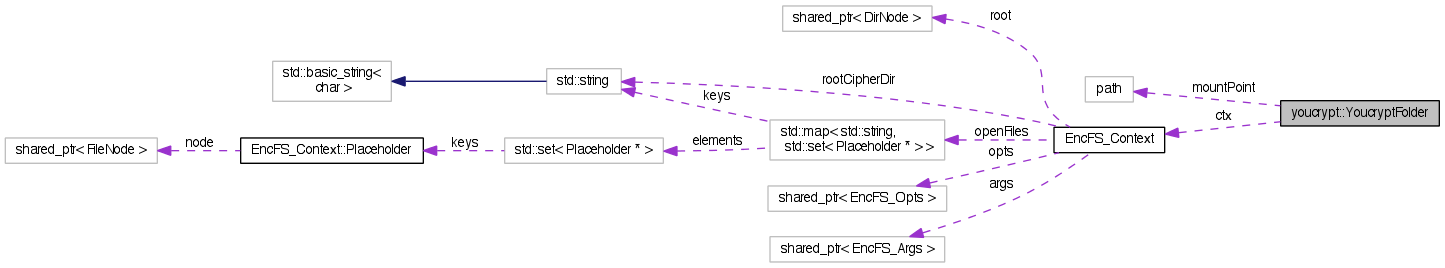 shared_ptr< DirNode >
root
std::basic_string<
char >
std::string
rootCipherDir
path
mountPoint
youcrypt::YoucryptFolder
keys
ctx
std::map< std::string,
std::set< Placeholder * > >
openFiles
EncFS_Context
shared_ptr< FileNode >
node
EncFS_Context::Placeholder
keys
std::set< Placeholder * >
elements
opts
shared_ptr< EncFS_Opts >
args
shared_ptr< EncFS_Args >